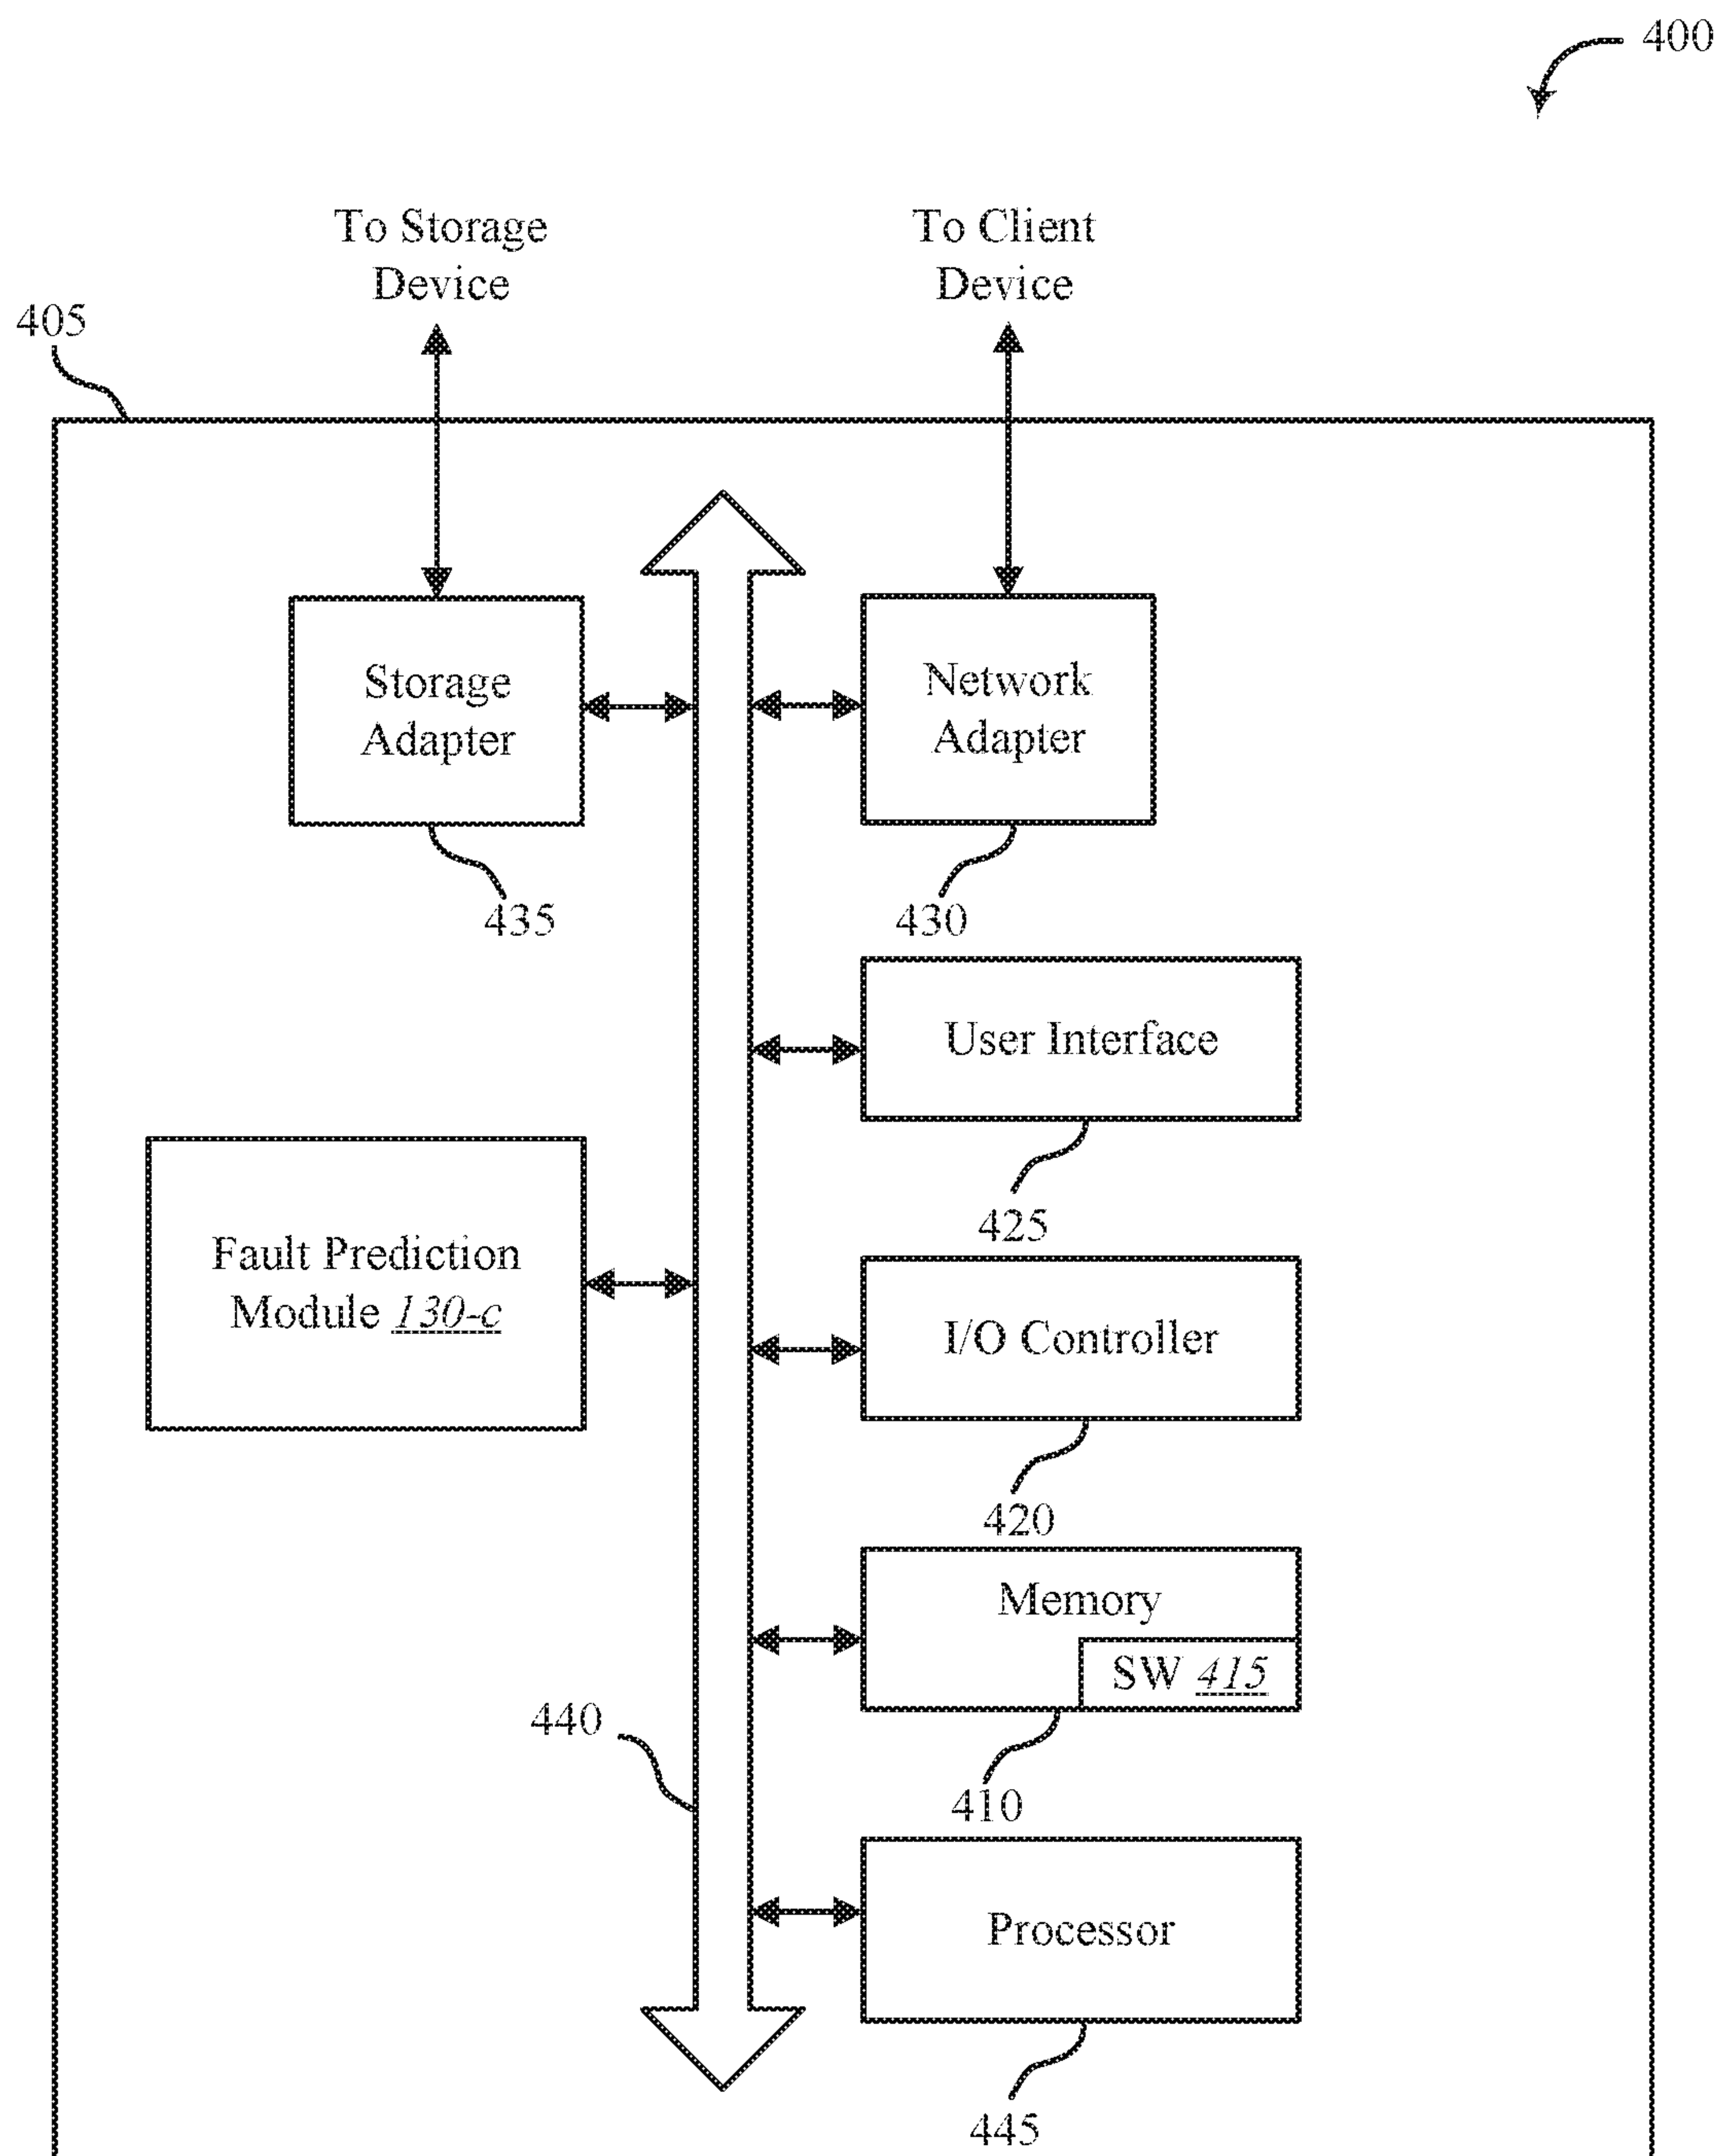 400
To Storage
Device
To Client
Device
405
Storage
Adapter
Network
Adapter
435
430
User Interface
425
Fault Prediction
Module 130-c
I/O Controller
420
Memory
SW 415
440
410
Processor
445